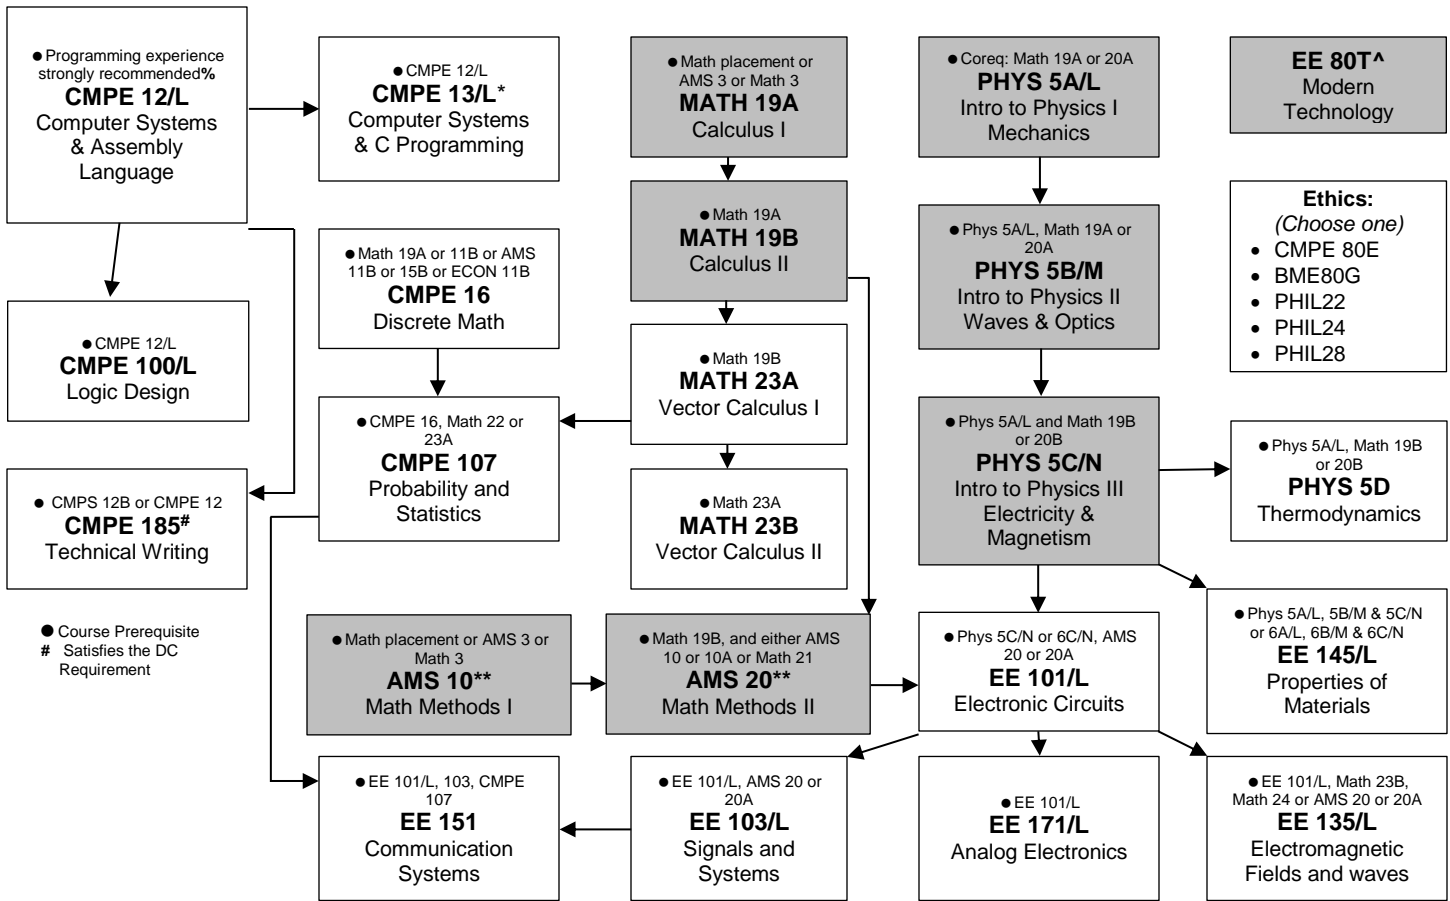 ● Programming experience
strongly recommended%
CMPE 12/L
Computer Systems
& Assembly
Language
● CMPE 12/L
CMPE 13/L*
Computer Systems
& C Programming
● Math placement or
AMS 3 or Math 3
MATH 19A
Calculus I
● Coreq: Math 19A or 20A
PHYS 5A/L
Intro to Physics I
Mechanics
EE 80T^
Modern
Technology
● Math 19A or 11B or AMS
11B or 15B or ECON 11B
CMPE 16
Discrete Math
● Math 19A
MATH 19B
Calculus II
● Phys 5A/L, Math 19A or
20A
PHYS 5B/M
Intro to Physics II
Waves & Optics
Ethics:
(Choose one)
• CMPE 80E
• BME80G
• PHIL22
• PHIL24
• PHIL28
● CMPE 12/L
CMPE 100/L
Logic Design
● Math 19B
MATH 23A
Vector Calculus I
● CMPE 16, Math 22 or
23A
CMPE 107
Probability and
Statistics
● Phys 5A/L and Math 19B
or 20B
PHYS 5C/N
Intro to Physics III
Electricity &
Magnetism
● Phys 5A/L, Math 19B
or 20B
PHYS 5D
Thermodynamics
● CMPS 12B or CMPE 12
CMPE 185#
Technical Writing
● Math 23A
MATH 23B
Vector Calculus II
● Course Prerequisite
# Satisfies the DC
Requirement
● Math placement or AMS 3 or
Math 3
AMS 10**
Math Methods I
● Math 19B, and either AMS
10 or 10A or Math 21
AMS 20**
Math Methods II
● Phys 5C/N or 6C/N, AMS
20 or 20A
EE 101/L
Electronic Circuits
● Phys 5A/L, 5B/M & 5C/N
or 6A/L, 6B/M & 6C/N
EE 145/L
Properties of
Materials
● EE 101/L, 103, CMPE
107
EE 151
Communication
Systems
● EE 101/L, AMS 20 or
20A
EE 103/L
Signals and
Systems
● EE 101/L
EE 171/L
Analog Electronics
● EE 101/L, Math 23B,
Math 24 or AMS 20 or 20A
EE 135/L
Electromagnetic
Fields and waves